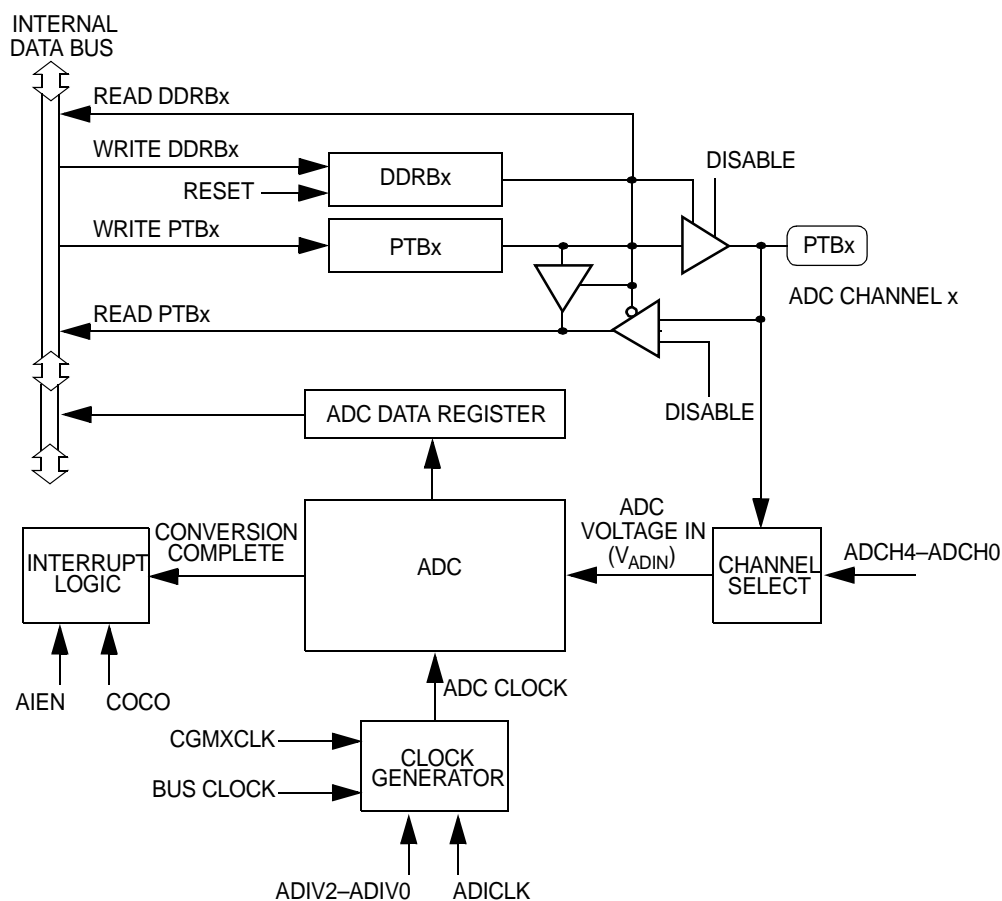 INTERNAL
DATA BUS
READ DDRBx
WRITE DDRBx
DISABLE
RESET
DDRBx
WRITE PTBx
PTBx
PTBx
ADC CHANNEL x
READ PTBx
DISABLE
ADC DATA REGISTER
INTERRUPT
LOGIC
CONVERSION
COMPLETE
ADC
ADC
VOLTAGE IN
(VADIN)
CHANNEL
SELECT
ADCH4–ADCH0
AIEN
COCO
ADC CLOCK
CGMXCLK
BUS CLOCK
CLOCK
GENERATOR
ADIV2–ADIV0
ADICLK